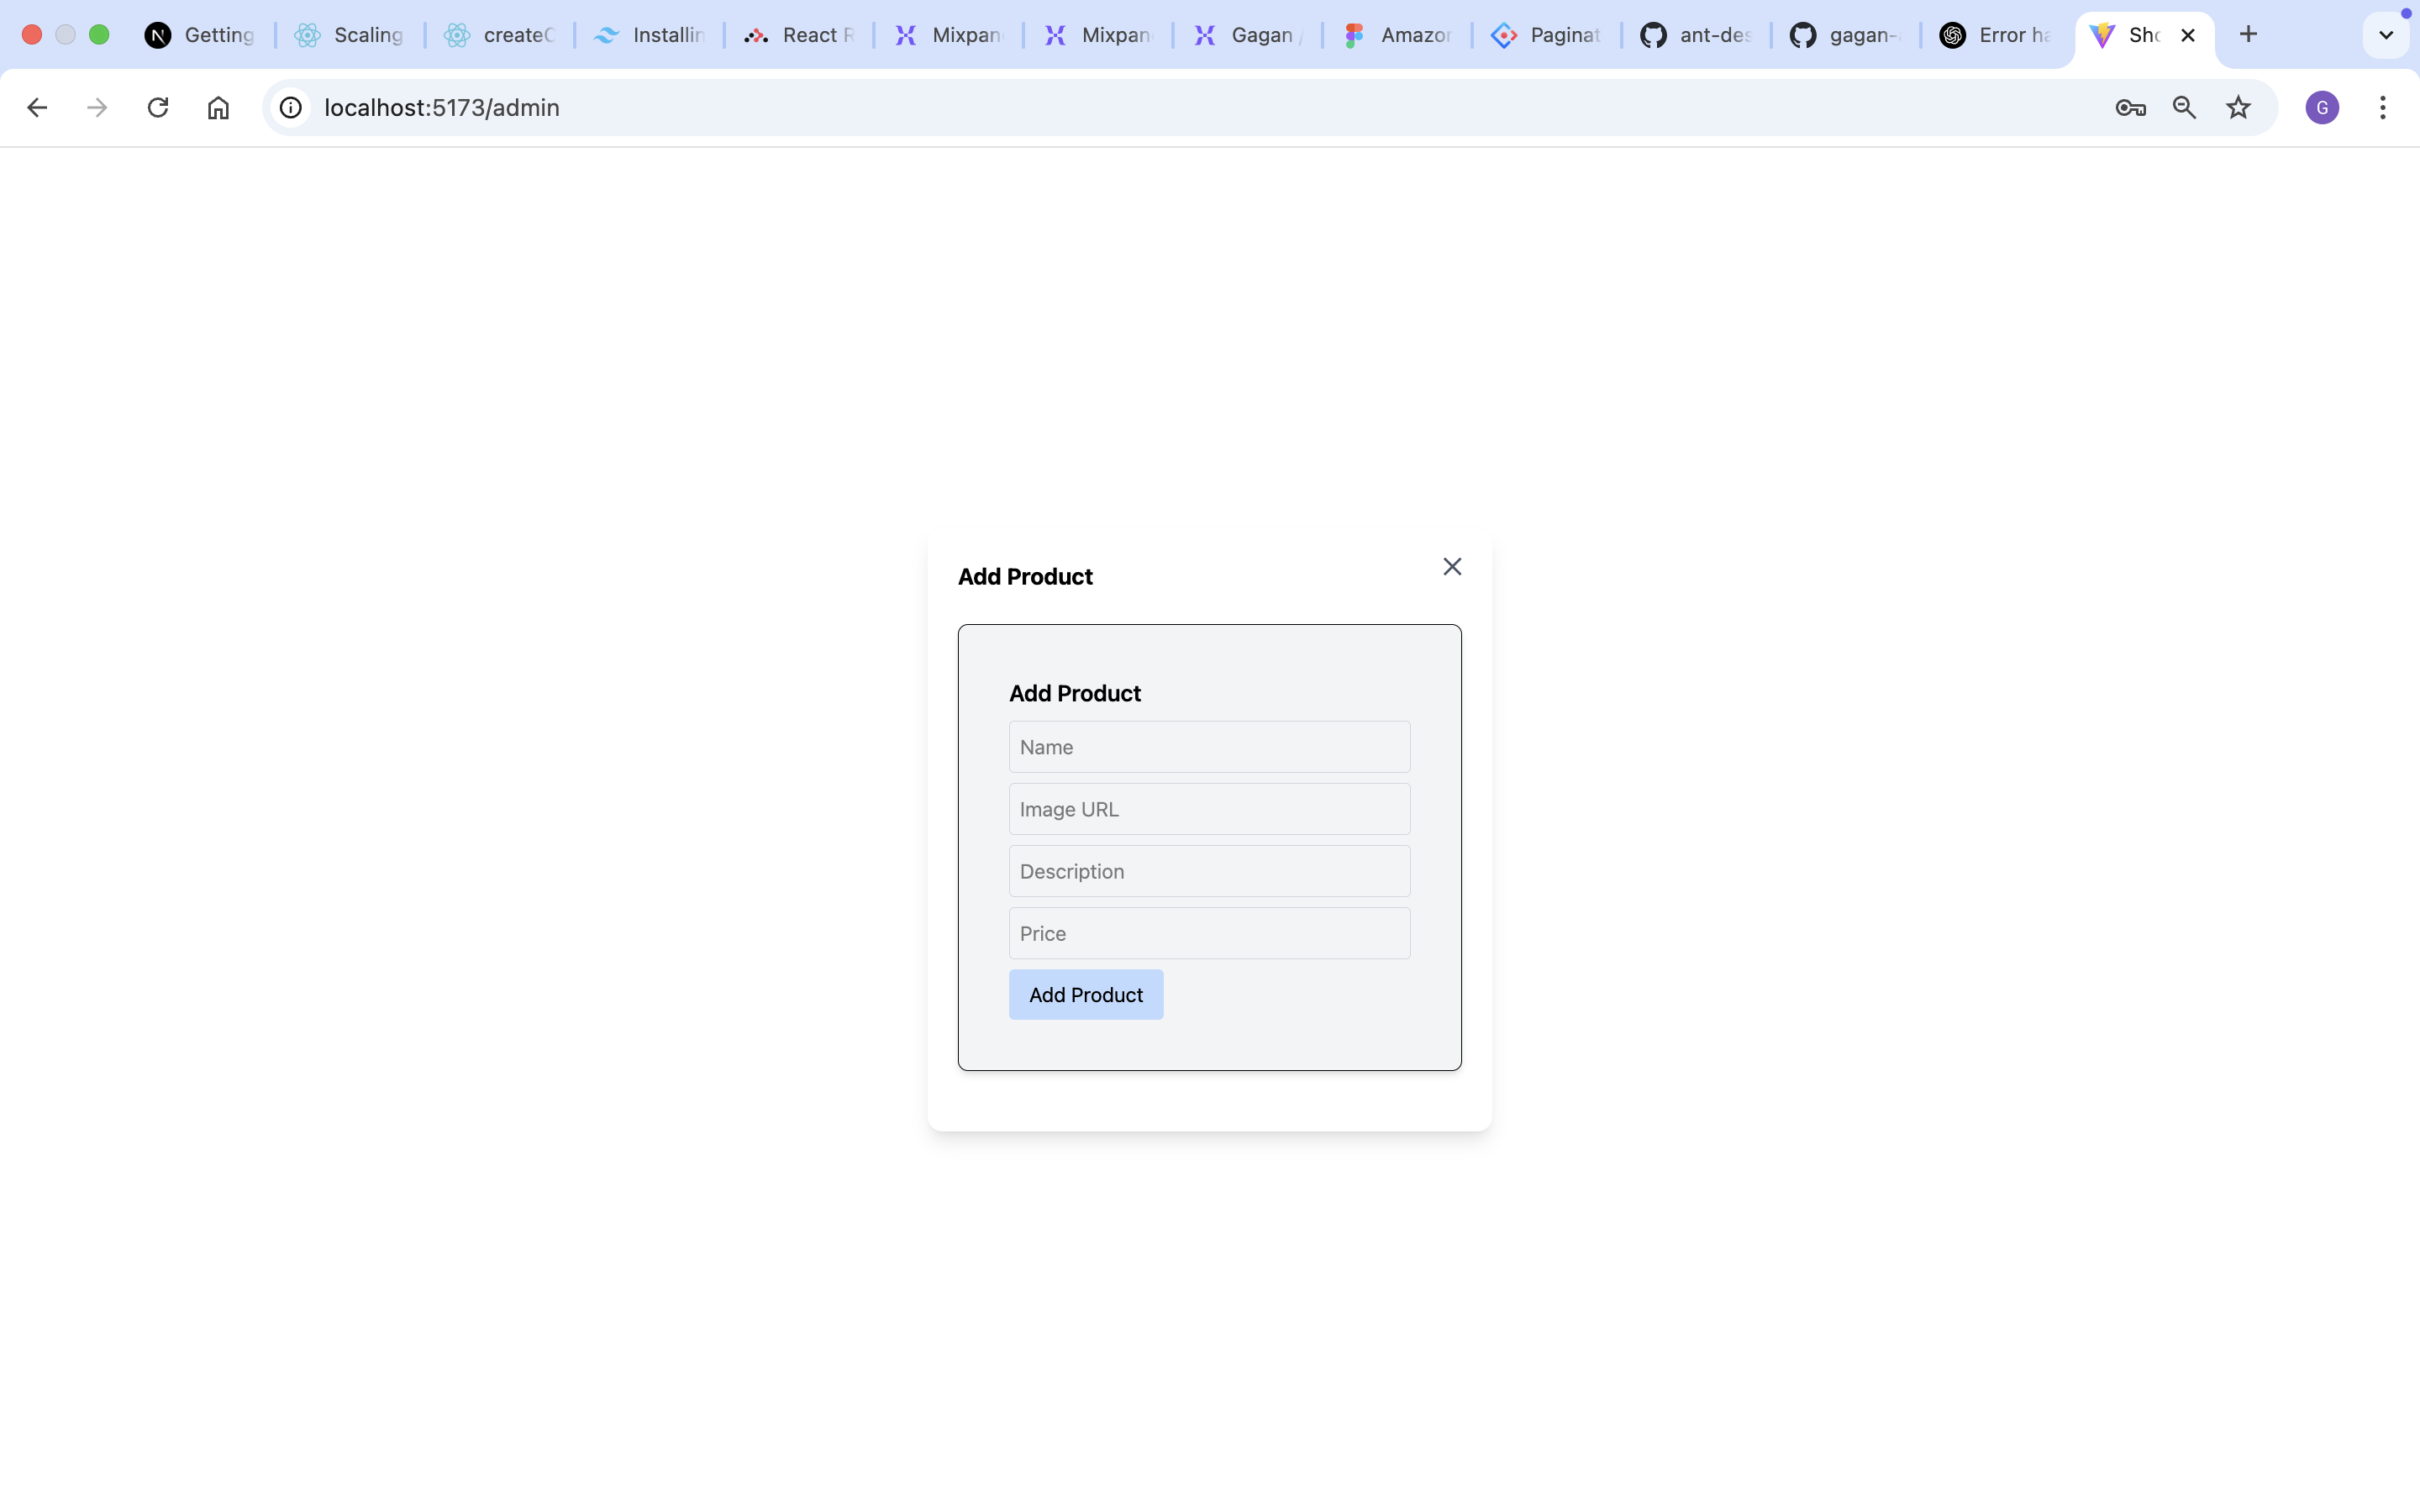 Getting
Scaling
createC
Installin
React R
Mixpan
Mixpan
Gagan /
Amazon
Paginat
ant-des
gagan-
Error ha
Sho
localhost:5173/admin
G
Add Product
Add Product
Name
Image URL
Description
Price
Add Product